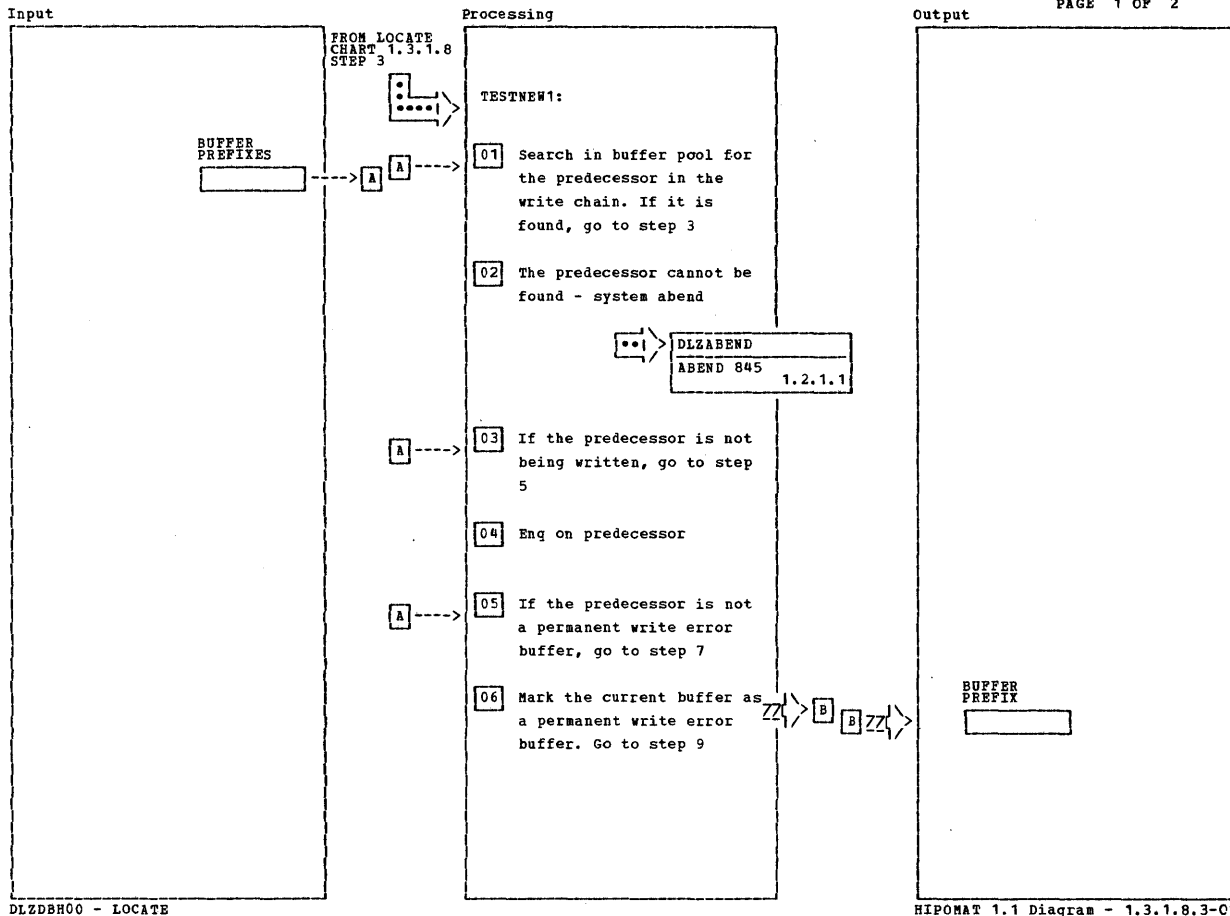 PAGE 1 OF 2
Input
Processing
Output
FROM LOCATE
CHART 1.3.1.8
STEP 3
TESTNEW1:
BUFFER
PREFIXES
A
A
01 Search in buffer pool for
the predecessor in the
write chain. If it is
found, go to step 3
02 The predecessor cannot be
found - system abend
DLZABEND
ABEND 845
1.2.1.1
A
03 If the predecessor is not
being written, go to step
5
04 Enq on predecessor
A
05 If the predecessor is not
a permanent write error
buffer, go to step 7
06 Mark the current buffer as
a permanent write error
buffer. Go to step 9
B
B
BUFFER
PREFIX
DLZDBH00 - LOCATE
HIPOMAT 1.1 Diagram - 1.3.1.8.3-0